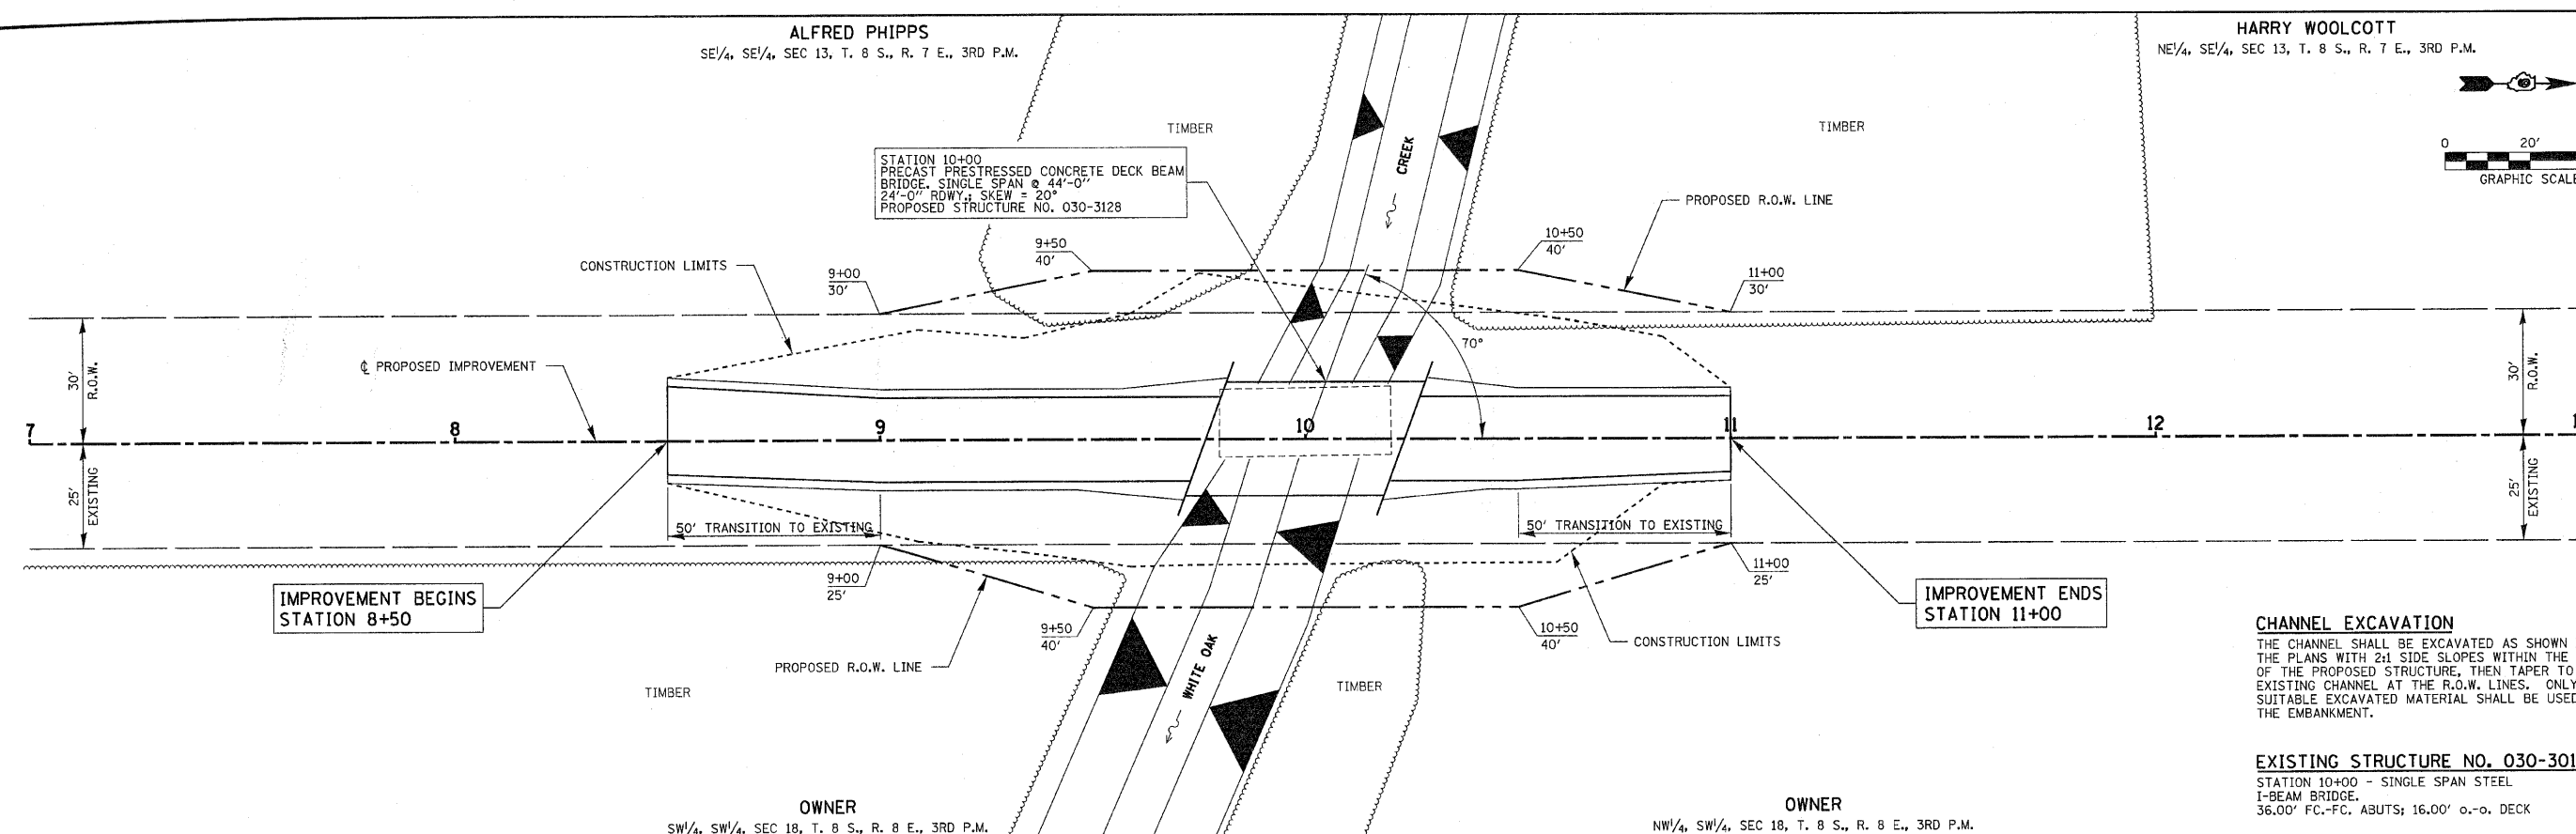 ALFRED PHIPPS
SE¼, SE¼, SEC 13, T. 8 S., R. 7 E., 3RD P.M.
HARRY WOOLCOTT
NE¼, SE¼, SEC 13, T. 8 S., R. 7 E., 3RD P.M.
0 20'
GRAPHIC SCALE
TIMBER
TIMBER
CREEK
STATION 10+00
PRECAST PRESTRESSED CONCRETE DECK BEAM
BRIDGE. SINGLE SPAN @ 44'-0"
24'-0" RDWY.; SKEW = 20°
PROPOSED STRUCTURE NO. 030-3128
PROPOSED R.O.W. LINE
CONSTRUCTION LIMITS
9+00
30'
9+50
40'
10+50
40'
11+00
30'
70°
30'
R.O.W.
℄ PROPOSED IMPROVEMENT
30'
R.O.W.
7 8 9 10 11 12
25'
EXISTING
25'
EXISTING
50' TRANSITION TO EXISTING
50' TRANSITION TO EXISTING
IMPROVEMENT BEGINS
STATION 8+50
9+00
25'
9+50
40'
10+50
40'
11+00
25'
IMPROVEMENT ENDS
STATION 11+00
PROPOSED R.O.W. LINE
WHITE OAK
CONSTRUCTION LIMITS
TIMBER
TIMBER
CHANNEL EXCAVATION
THE CHANNEL SHALL BE EXCAVATED AS SHOWN
THE PLANS WITH 2:1 SIDE SLOPES WITHIN THE
OF THE PROPOSED STRUCTURE, THEN TAPER TO
EXISTING CHANNEL AT THE R.O.W. LINES. ONLY
SUITABLE EXCAVATED MATERIAL SHALL BE USED
THE EMBANKMENT.
EXISTING STRUCTURE NO. 030-301
STATION 10+00 - SINGLE SPAN STEEL
I-BEAM BRIDGE.
36.00' FC.-FC. ABUTS; 16.00' o.-o. DECK
OWNER
SW¼, SW¼, SEC 18, T. 8 S., R. 8 E., 3RD P.M.
OWNER
NW¼, SW¼, SEC 18, T. 8 S., R. 8 E., 3RD P.M.